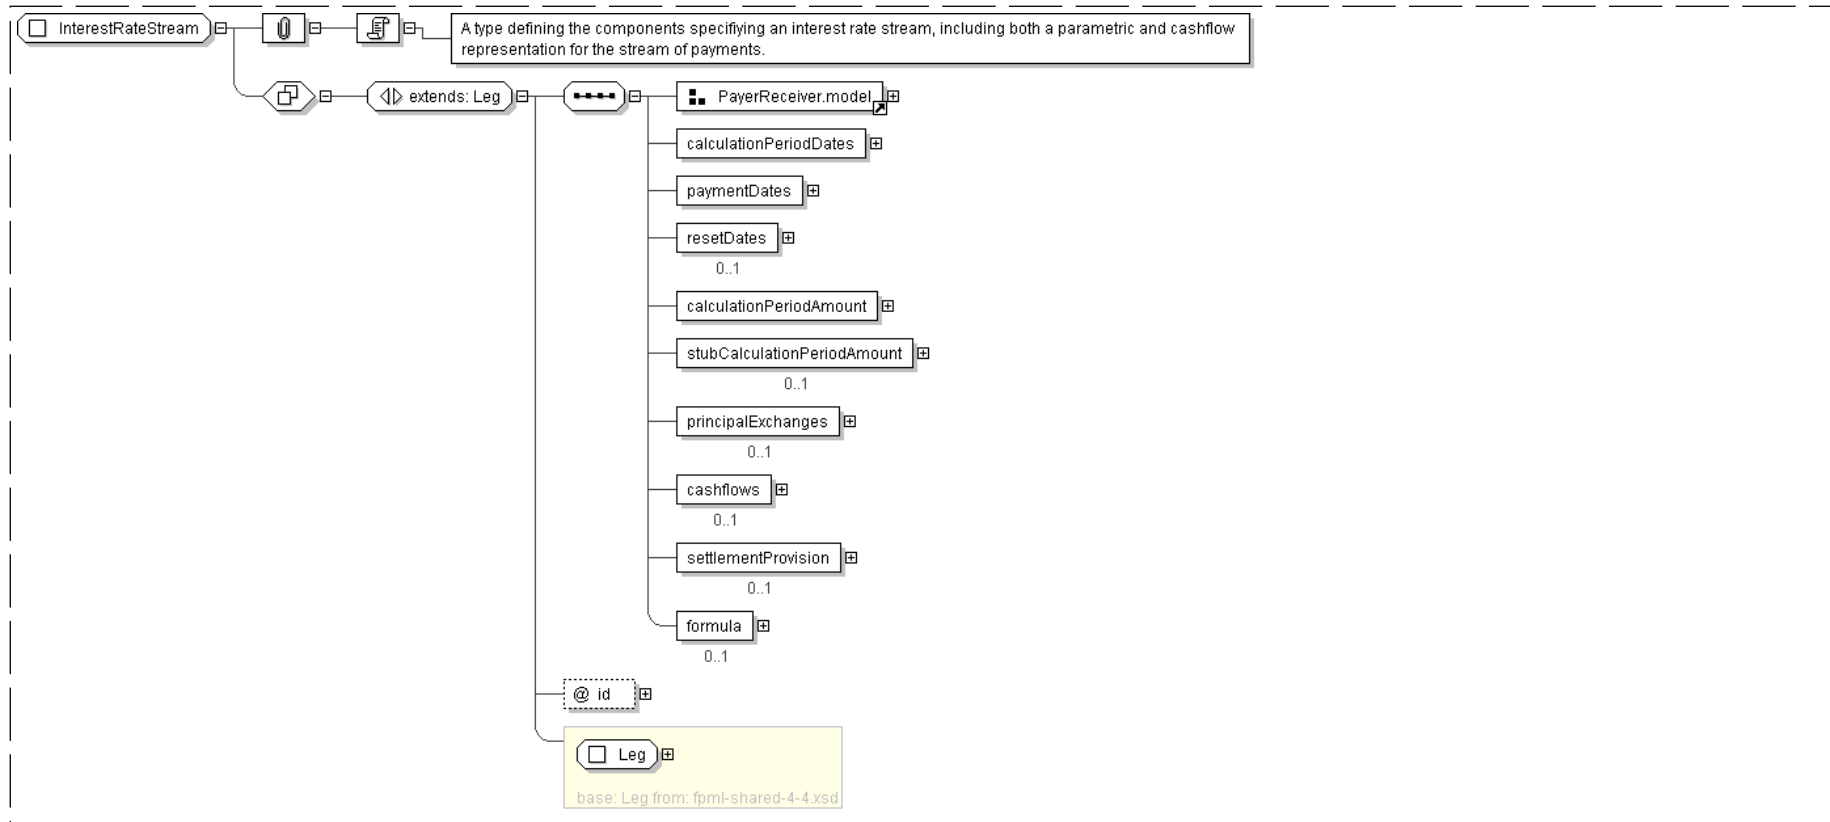 InterestRateStream
A type defining the components specifiying an interest rate stream, including both a parametric and cashflow
representation for the stream of payments.
extends: Leg
PayerReceiver.model
calculationPeriodDates
paymentDates
resetDates
0..1
calculationPeriodAmount
stubCalculationPeriodAmount
0..1
principalExchanges
0..1
cashflows
0..1
settlementProvision
0..1
formula
0..1
@ id
Leg
base: Leg from: fpml-shared-4-4.xsd